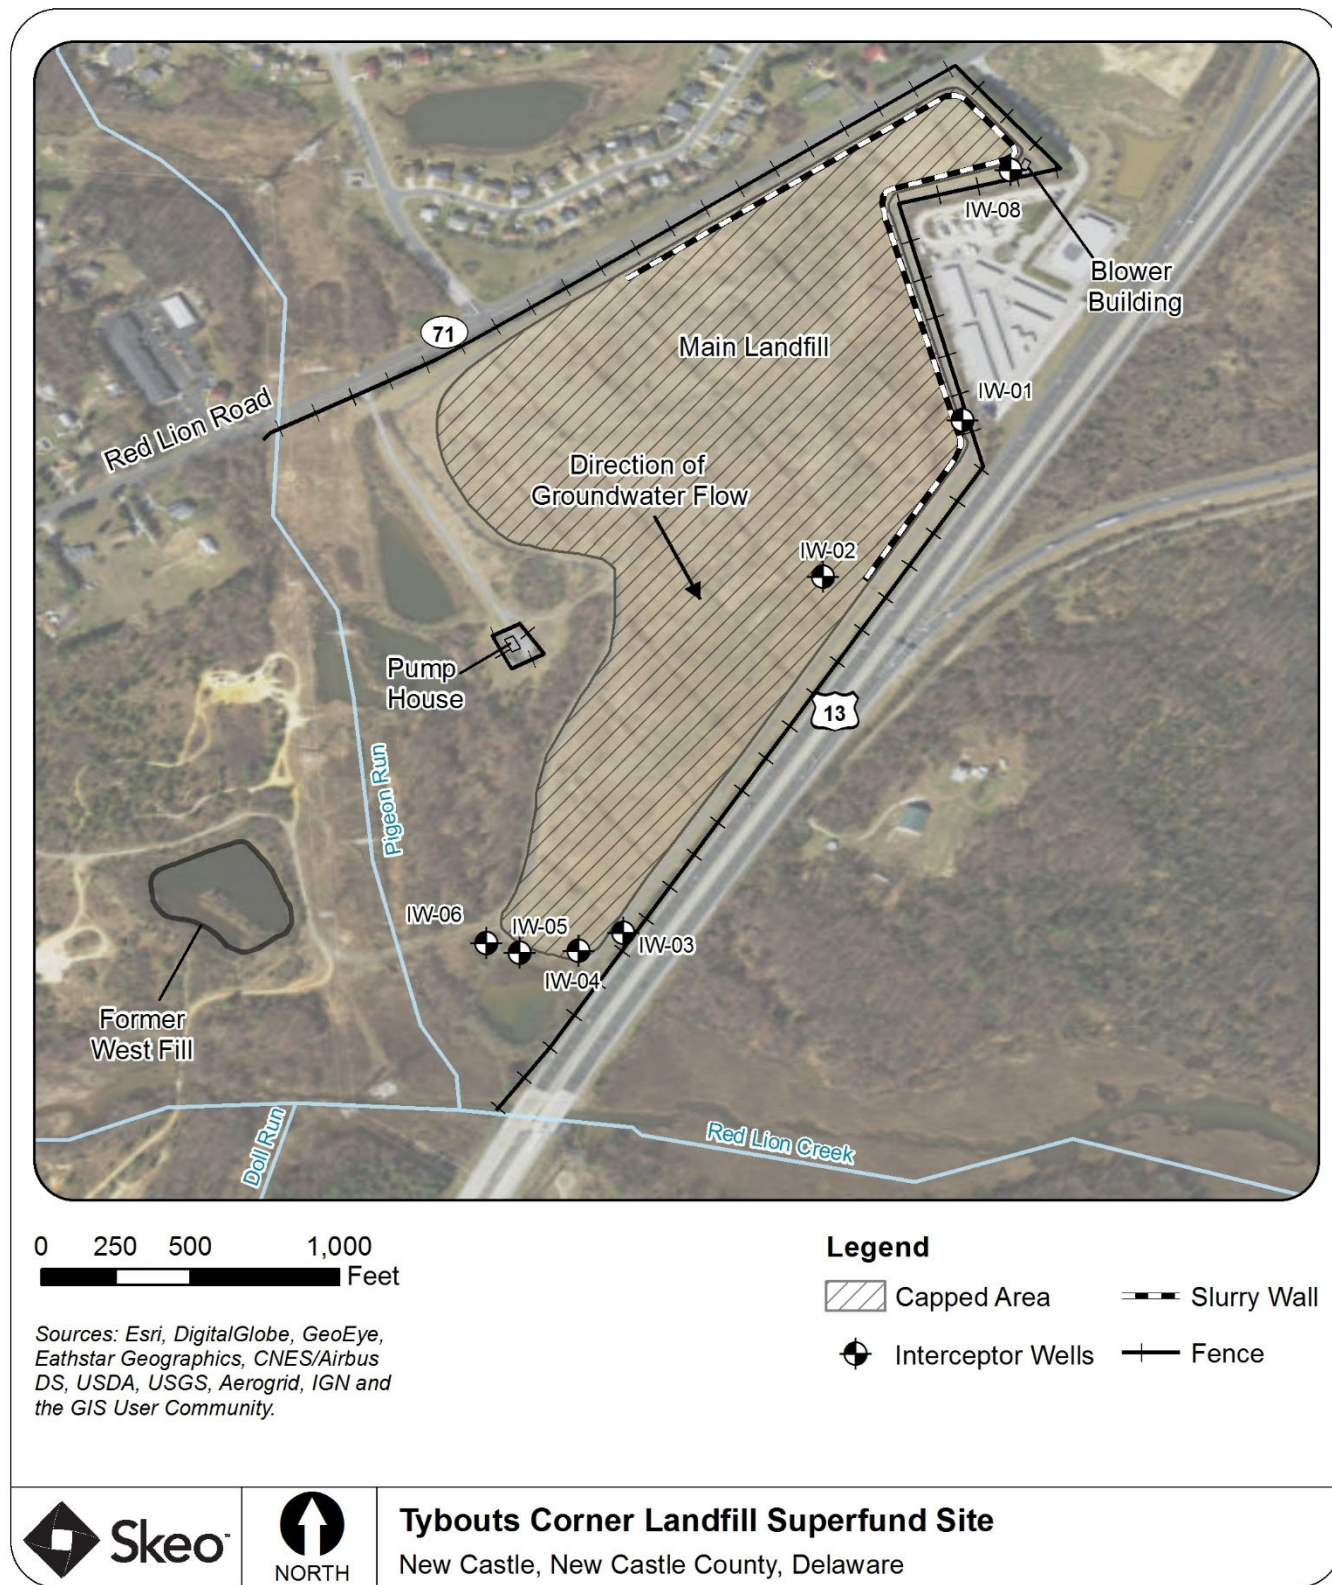 IW-08
Blower
Building
71
Main Landfill
Red Lion Road
IW-01
Direction of
Groundwater Flow
IW-02
Pump
House
13
Pigeon Run
IW-06
IW-05
IW-03
IW-04
Former
West Fill
Doll Run
Red Lion Creek
0 250 500 1,000
Feet
Sources: Esri, DigitalGlobe, GeoEye,
Eathstar Geographics, CNES/Airbus
DS, USDA, USGS, Aerogrid, IGN and
the GIS User Community.
Legend
Capped Area
Slurry Wall
Interceptor Wells
Fence
Skeo
NORTH
Tybouts Corner Landfill Superfund Site
New Castle, New Castle County, Delaware